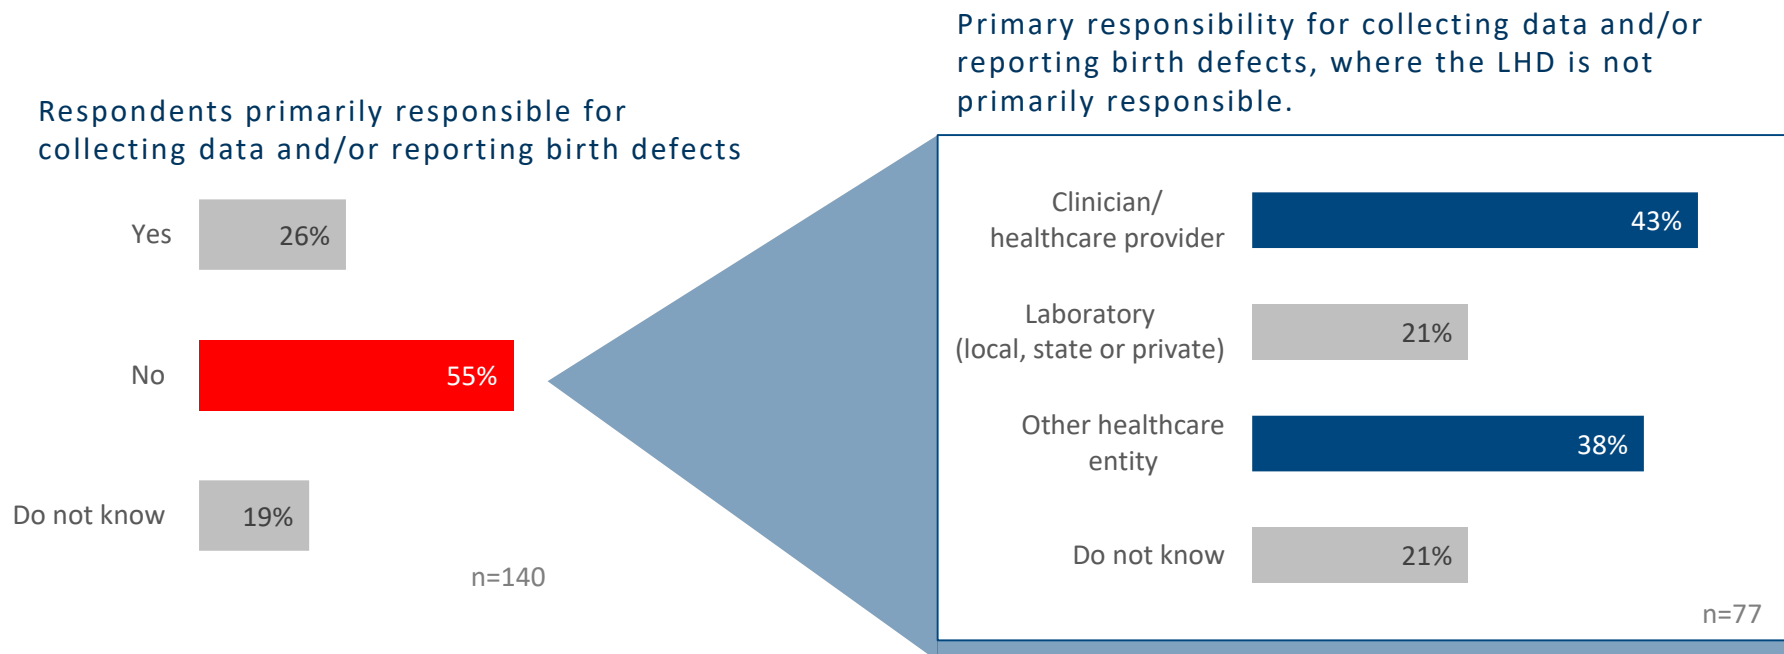 Respondents primarily responsible for
collecting data and/or reporting birth defects
Yes
26%
No
55%
Do not know
19%
n=140
Primary responsibility for collecting data and/or
reporting birth defects, where the LHD is not
primarily responsible.
Clinician/
healthcare provider
43%
Laboratory
(local, state or private)
21%
Other healthcare
entity
38%
Do not know
21%
n=77